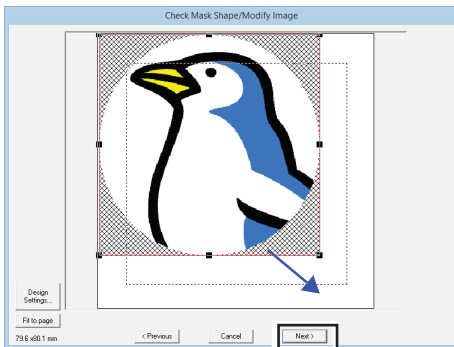 Check Mask Shape/Modify Image
Design
Settings...
Fit to page
79.6 x80.1 mm
< Previous
Cancel
Next >